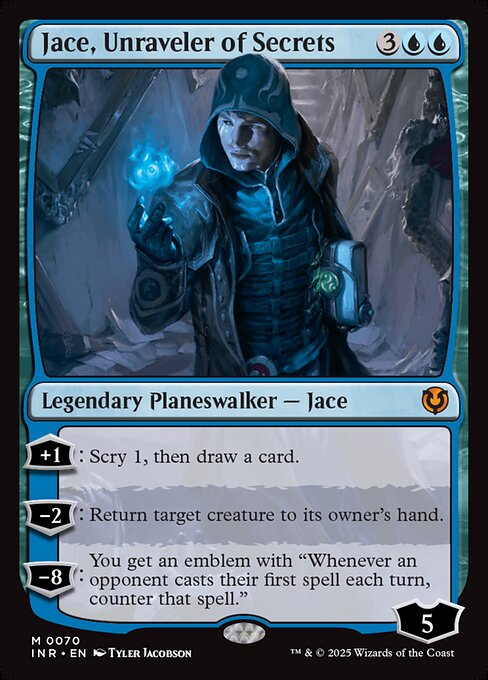 Jace, Unraveler of Secrets 3
Legendary Planeswalker — Jace
+1 : Scry 1, then draw a card.
−2 : Return target creature to its owner's hand.
You get an emblem with “Whenever an
−8 : opponent casts their first spell each turn,
counter that spell.”
5
M 0070
INR • EN Tyler Jacobson ™ & © 2025 Wizards of the Coast